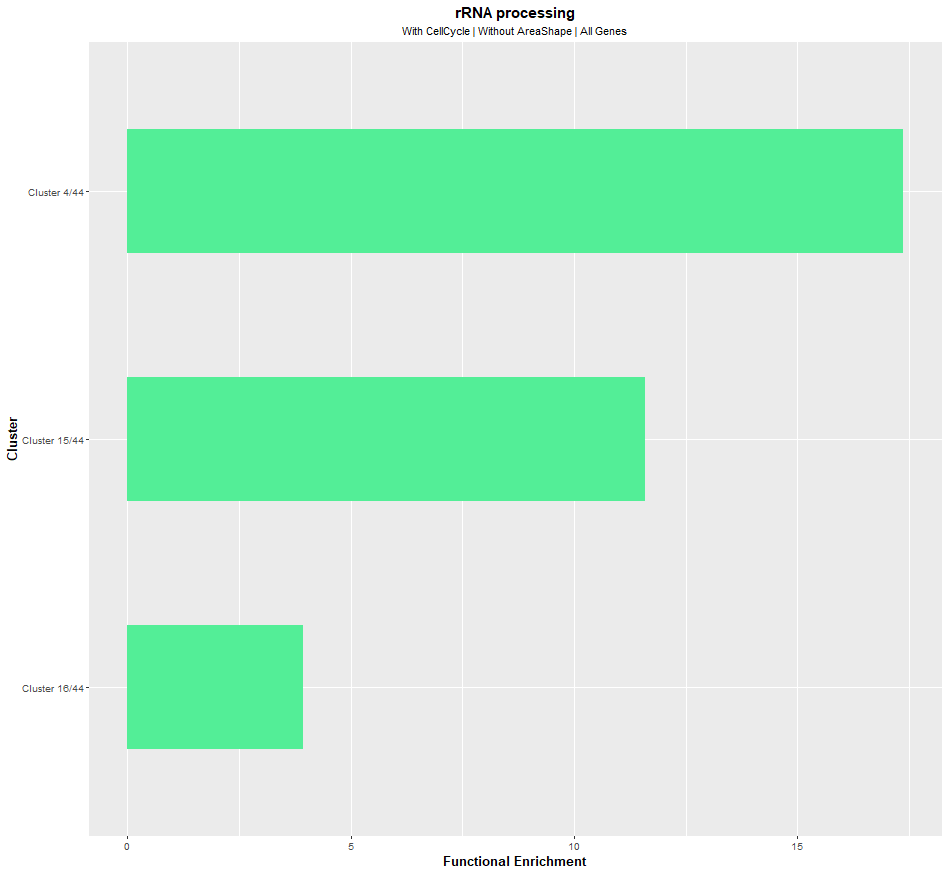 rRNA processing
With CellCycle | Without AreaShape | All Genes
Cluster
Cluster 4/44
Cluster 15/44
Cluster 16/44
0 5 10 15
Functional Enrichment